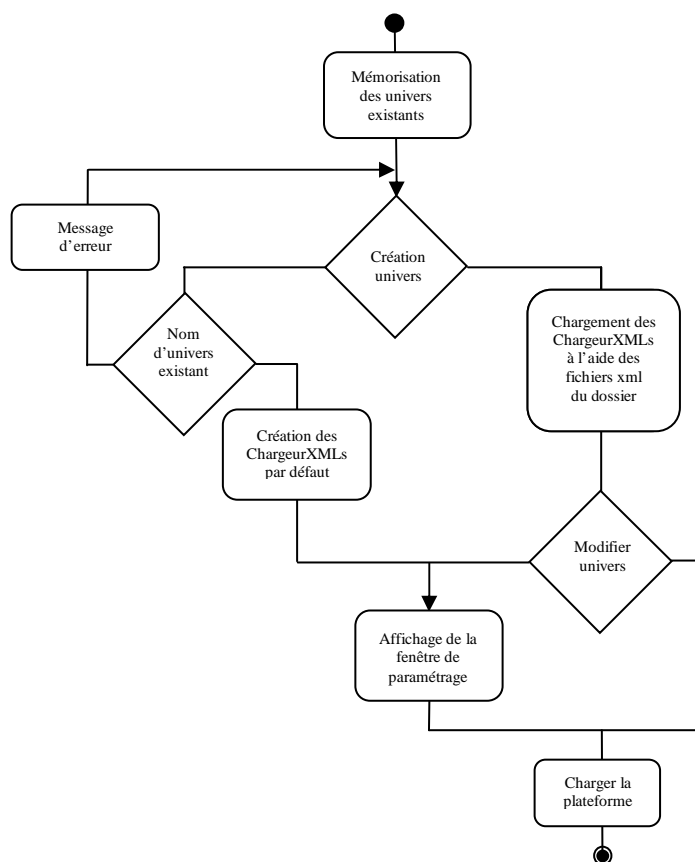 Mémorisation
des univers
existants
Message
d'erreur
Création
univers
Nom
d'univers
existant
Chargement des
ChargeurXMLs
à l'aide des
fichiers xml
du dossier
Création des
ChargeurXMLs
par défaut
Modifier
univers
Affichage de la
fenêtre de
paramétrage
Charger la
plateforme